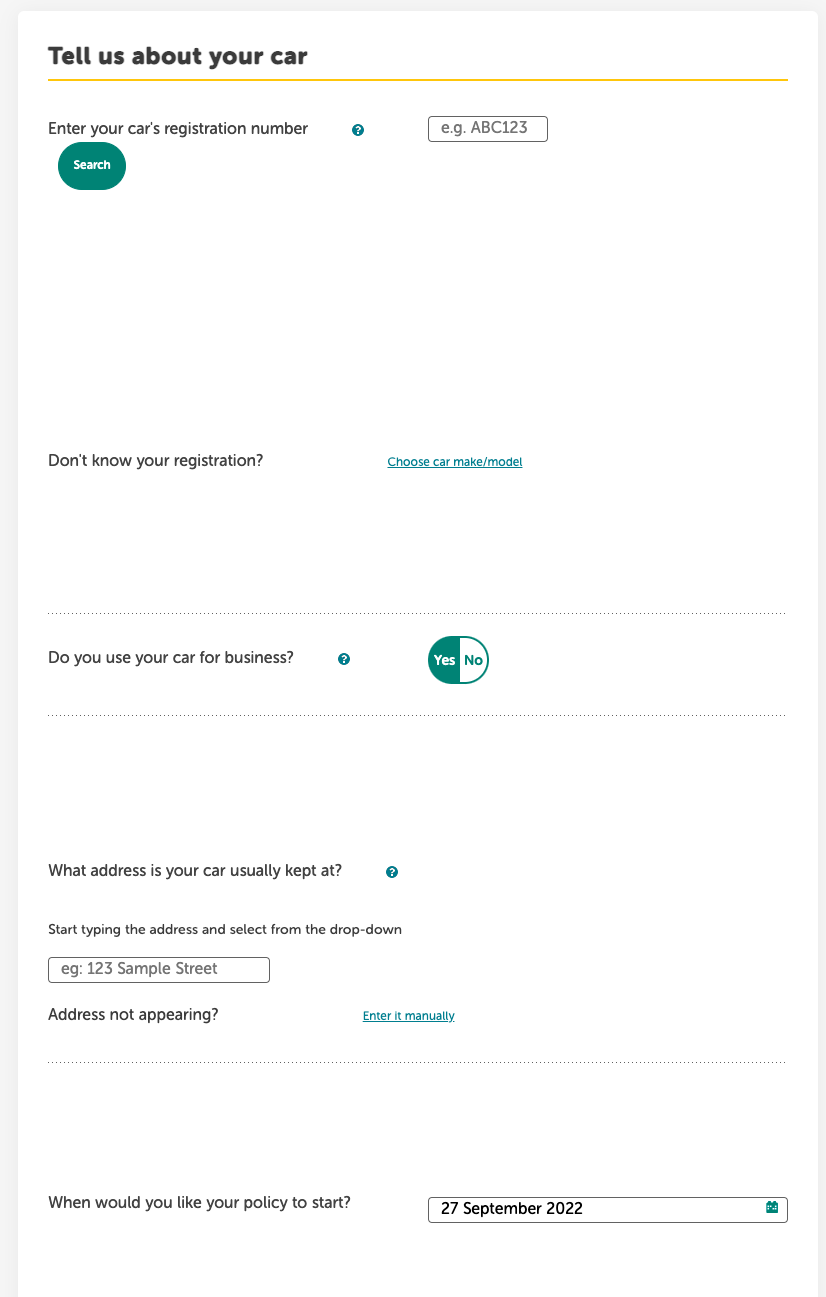 Tell us about your car
Enter your car's registration number ? e.g. ABC123
Search
Don't know your registration? Choose car make/model
Do you use your car for business? ? Yes No
What address is your car usually kept at? ?
Start typing the address and select from the drop-down
eg: 123 Sample Street
Address not appearing? Enter it manually
When would you like your policy to start? 27 September 2022